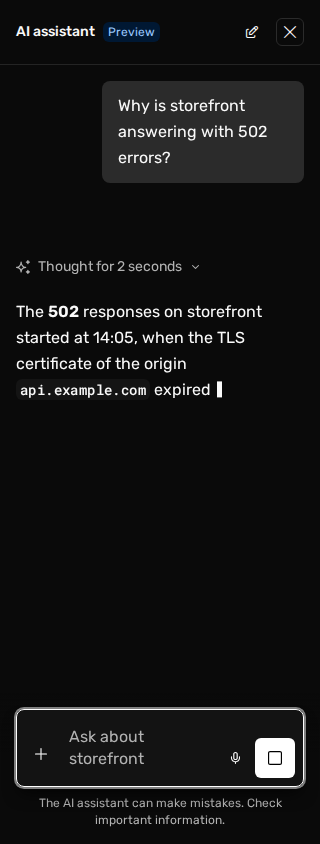 AI assistant Preview
Why is storefront
answering with 502
errors?
Thought for 2 seconds
The 502 responses on storefront
started at 14:05, when the TLS
certificate of the origin
api.example.com expired
Ask about
storefront
The AI assistant can make mistakes. Check
important information.